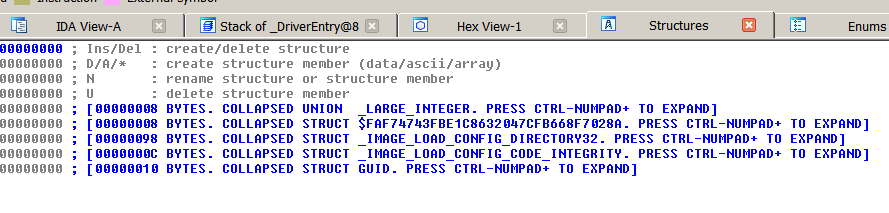 Instruction External symbol
IDA View-A Stack of _DriverEntry@8 Hex View-1 Structures Enums
00000000 ; Ins/Del : create/delete structure
00000000 ; D/A/* : create structure member (data/ascii/array)
00000000 ; N : rename structure or structure member
00000000 ; U : delete structure member
00000000 ; [00000008 BYTES. COLLAPSED UNION _LARGE_INTEGER. PRESS CTRL-NUMPAD+ TO EXPAND]
00000000 ; [00000008 BYTES. COLLAPSED STRUCT $FAF74743FBE1C8632047CFB668F7028A. PRESS CTRL-NUMPAD+ TO EXPAND]
00000000 ; [00000098 BYTES. COLLAPSED STRUCT _IMAGE_LOAD_CONFIG_DIRECTORY32. PRESS CTRL-NUMPAD+ TO EXPAND]
00000000 ; [0000000C BYTES. COLLAPSED STRUCT _IMAGE_LOAD_CONFIG_CODE_INTEGRITY. PRESS CTRL-NUMPAD+ TO EXPAND]
00000000 ; [00000010 BYTES. COLLAPSED STRUCT GUID. PRESS CTRL-NUMPAD+ TO EXPAND]